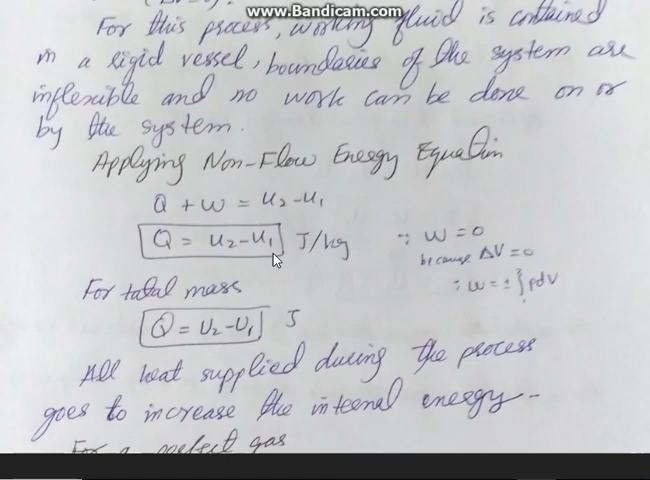 www.Bandicam.com
For this process, working fluid is contained
in a rigid vessel, boundaries of the system are
inflexible and no work can be done on or
by the system.
Applying Non-Flow Energy Equation
Q + W = u₂ - u₁
Q = u₂ - u₁ J/kg ∵ W = 0
because ΔV = 0
For total mass ∵ W = ± ∫ pdV
Q = U₂ - U₁ J
All heat supplied during the process
goes to increase the internal energy -
For a perfect gas